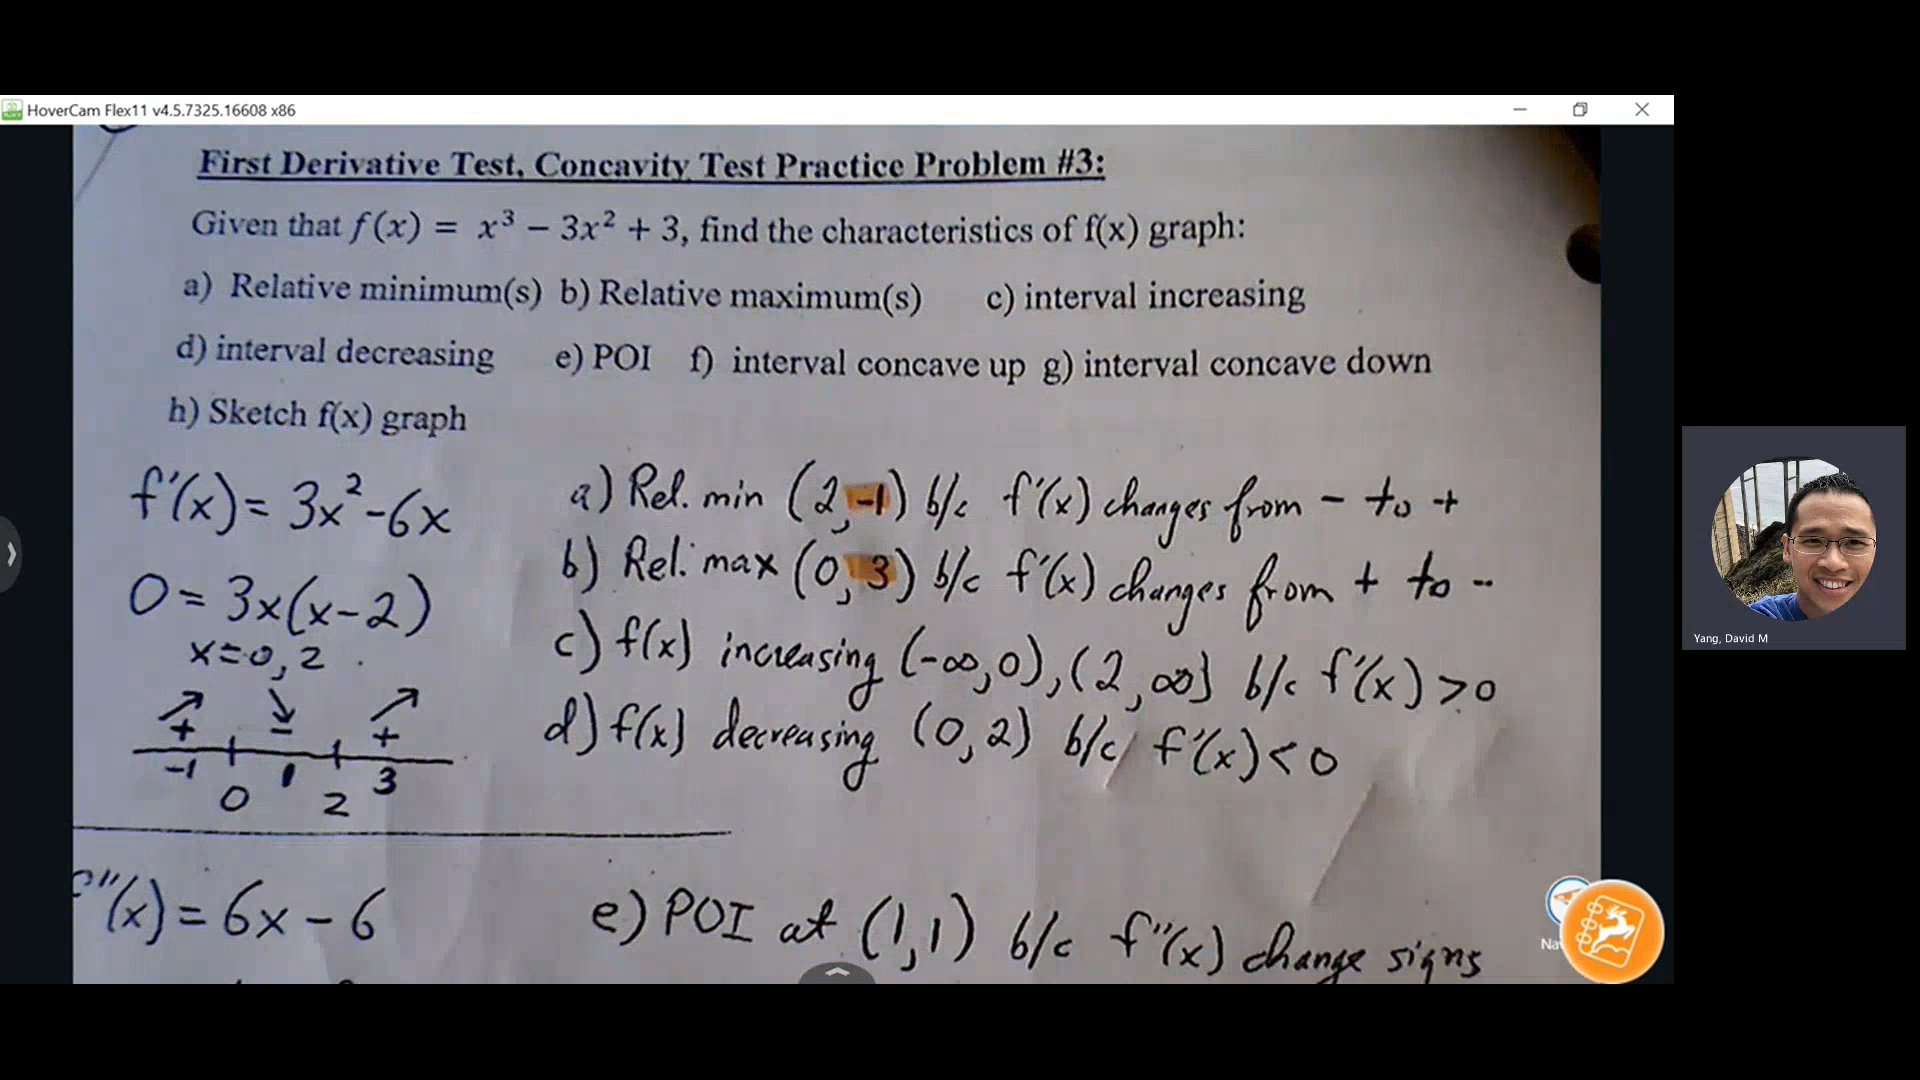 HoverCam Flex11 v4.5.7325.16608 x86
First Derivative Test, Concavity Test Practice Problem #3:
Given that f(x) = x³ − 3x² + 3, find the characteristics of f(x) graph:
a) Relative minimum(s) b) Relative maximum(s) c) interval increasing
d) interval decreasing e) POI f) interval concave up g) interval concave down
h) Sketch f(x) graph
f'(x) = 3x² - 6x
0 = 3x(x-2)
x = 0, 2
+ - +
-1 1 3
0 2
a) Rel. min (2, -1) b/c f'(x) changes from - to +
b) Rel. max (0, 3) b/c f'(x) changes from + to -
c) f(x) increasing (-∞, 0), (2, ∞) b/c f'(x) > 0
d) f(x) decreasing (0, 2) b/c f'(x) < 0
f''(x) = 6x - 6
e) POI at (1, 1) b/c f''(x) change signs
Yang, David M